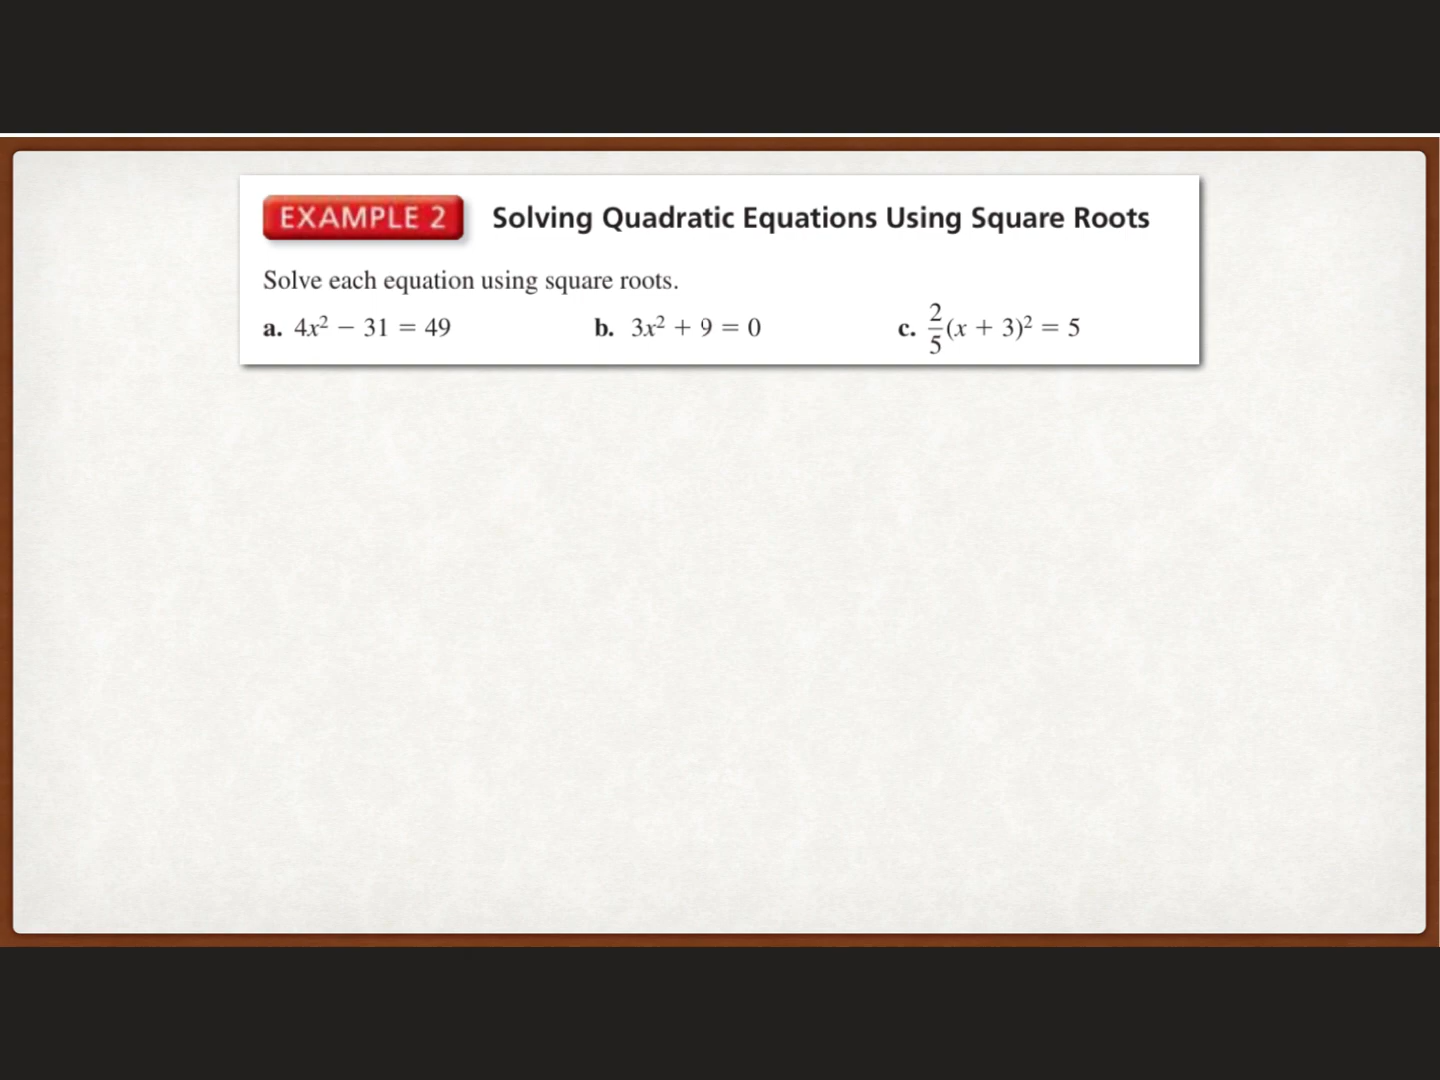 EXAMPLE 2 Solving Quadratic Equations Using Square Roots
Solve each equation using square roots.
a. 4x² − 31 = 49 b. 3x² + 9 = 0 c. 2/5(x + 3)² = 5